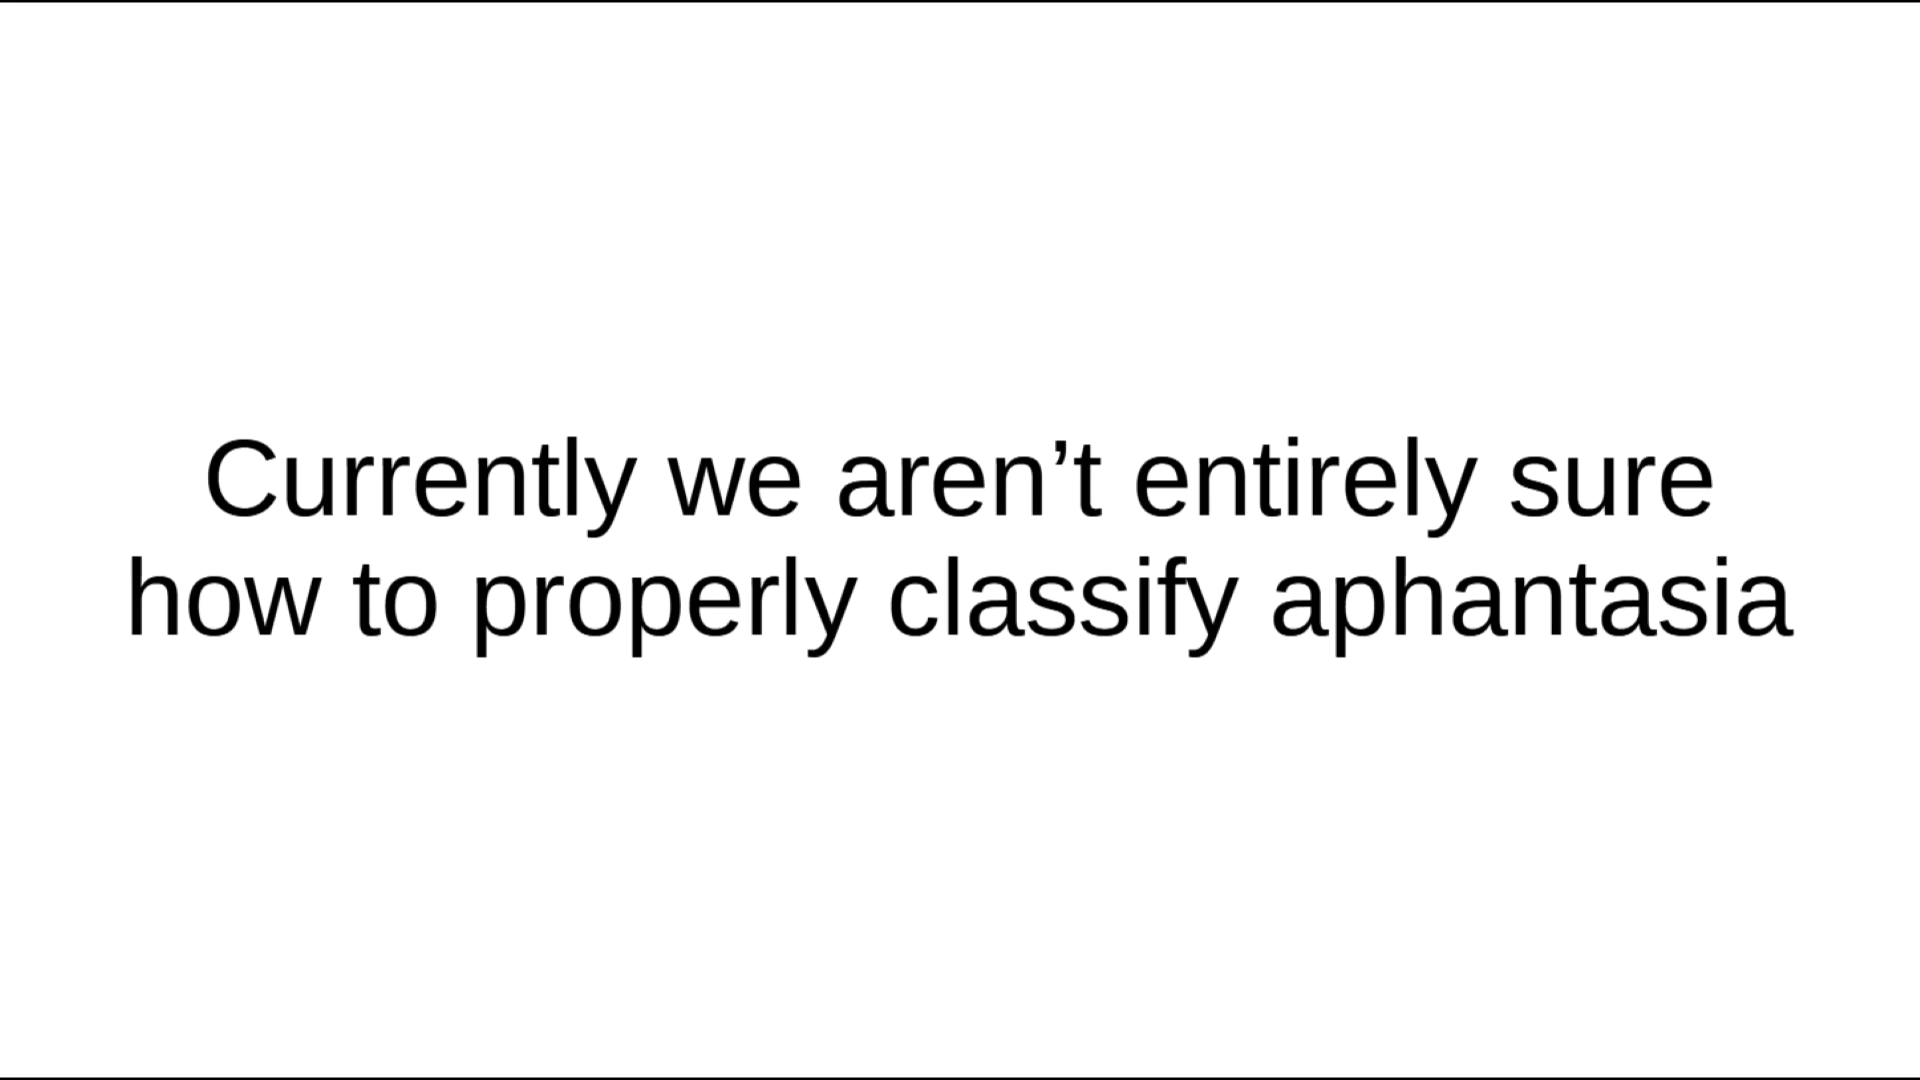 Currently we aren’t entirely sure
how to properly classify aphantasia